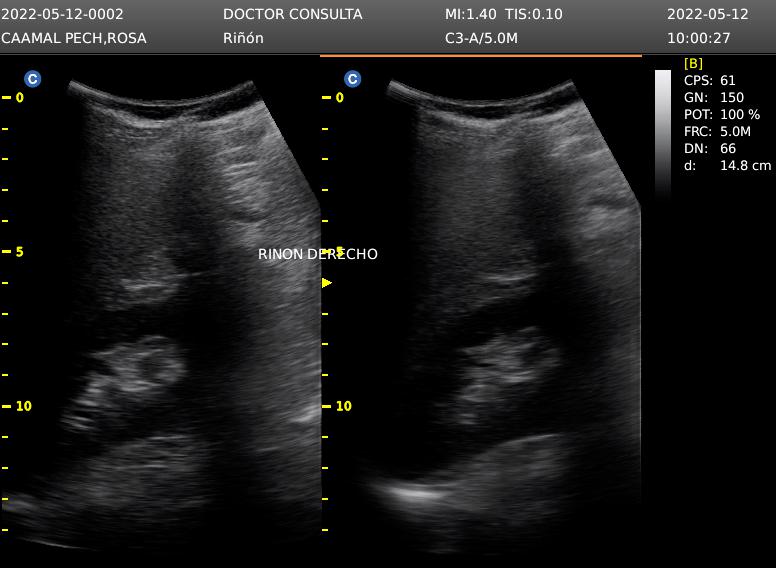 2022-05-12-0002 DOCTOR CONSULTA MI:1.40 TIS:0.10 2022-05-12
CAAMAL PECH,ROSA Riñón C3-A/5.0M 10:00:27
[B]
C C
CPS: 61
0 0
GN: 150
POT: 100 %
FRC: 5.0M
DN: 66
d: 14.8 cm
5 RINON DERECHO 5
10 10